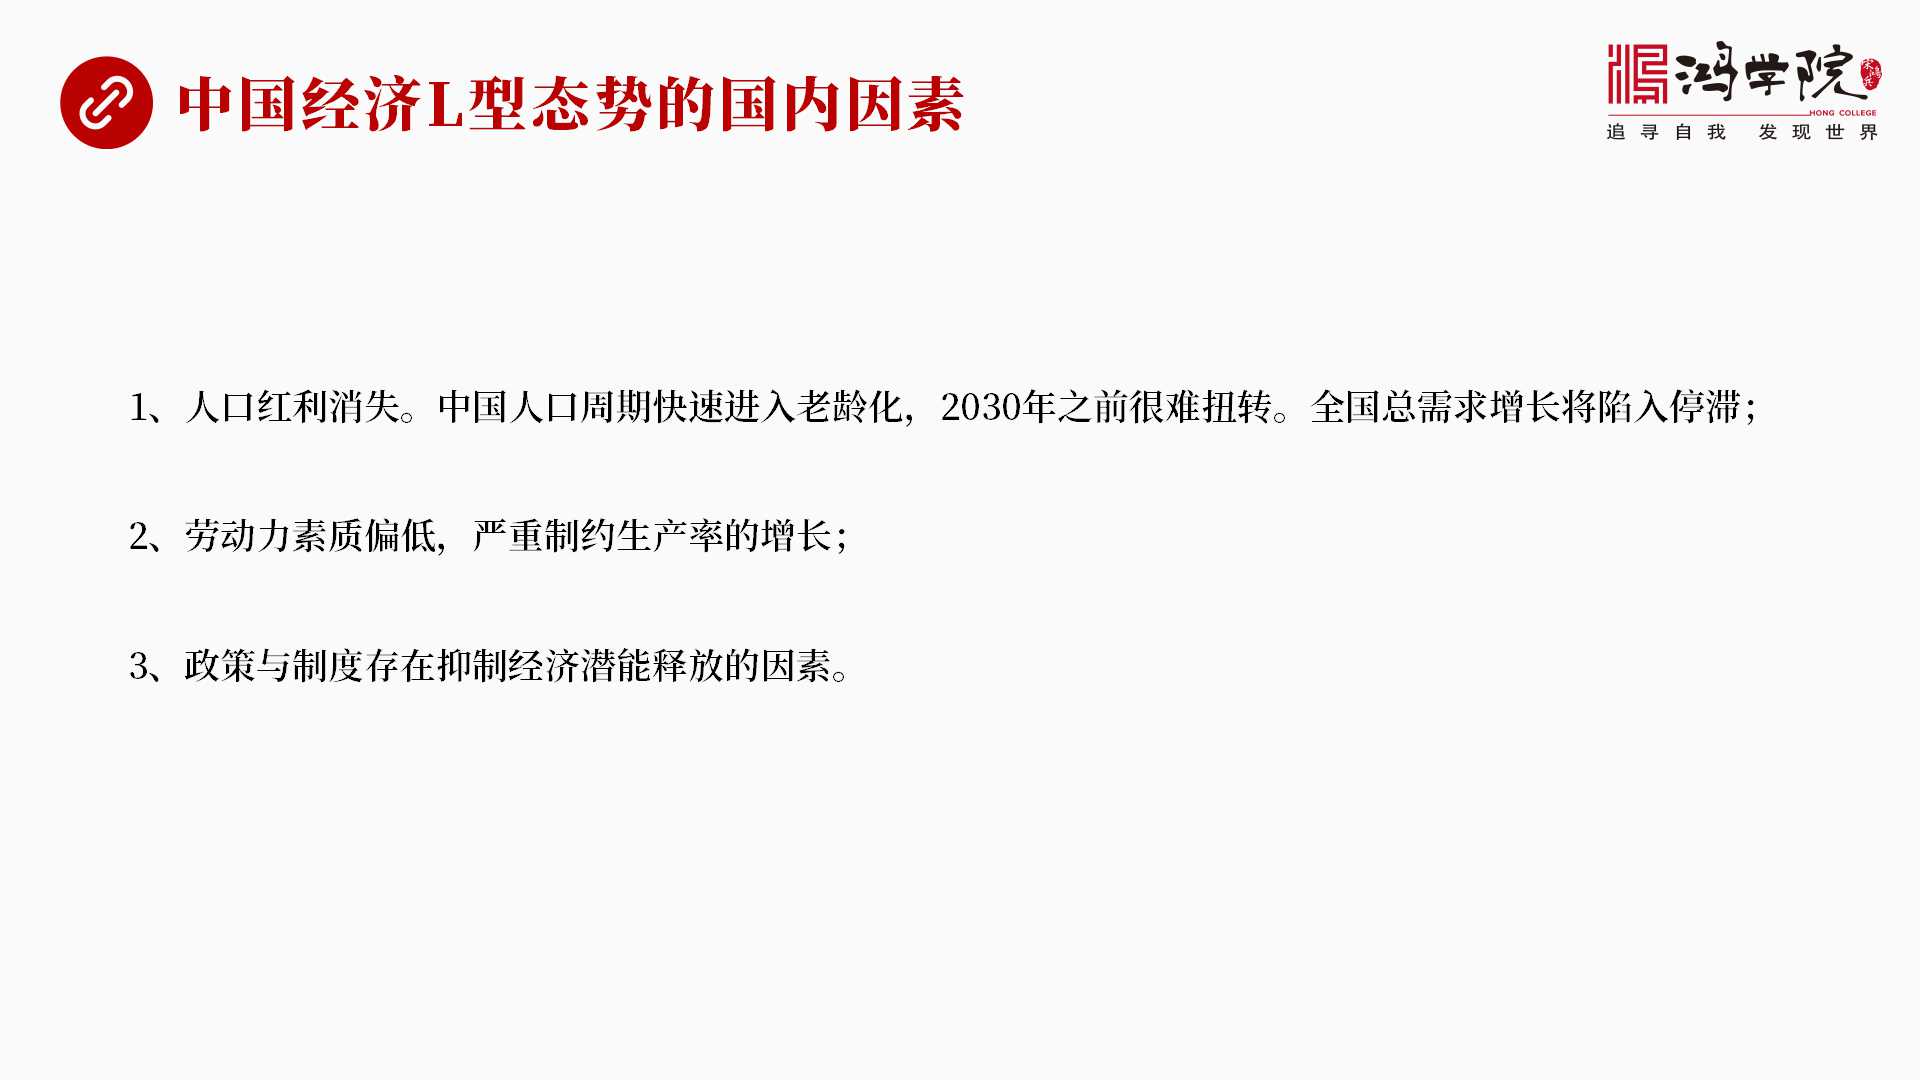 中国经济L型态势的国内因素
鸿学院
宋鸿兵
HONG COLLEGE
追寻自我 发现世界
1、人口红利消失。中国人口周期快速进入老龄化，2030年之前很难扭转。全国总需求增长将陷入停滞；
2、劳动力素质偏低，严重制约生产率的增长；
3、政策与制度存在抑制经济潜能释放的因素。